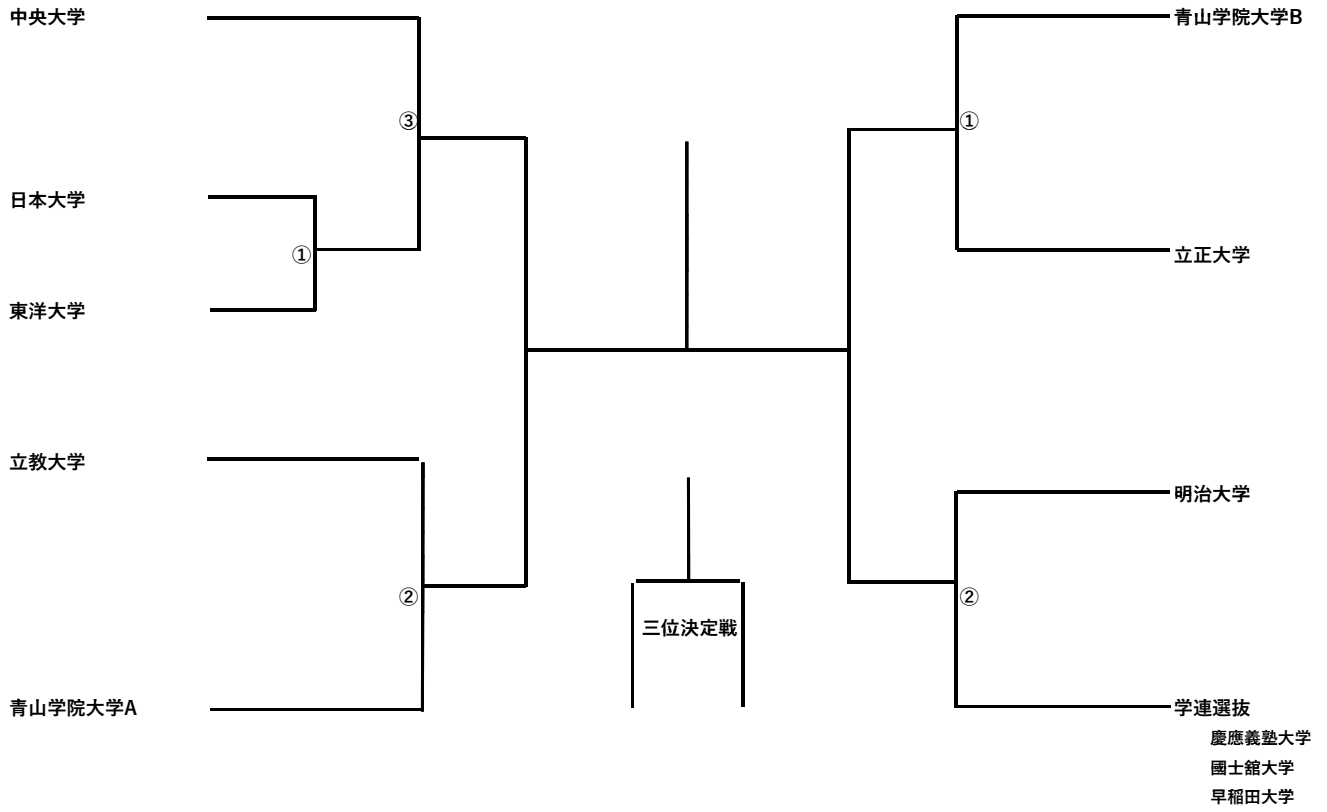 中央大学
③
日本大学
①
東洋大学
立教大学
②
青山学院大学A
三位決定戦
青山学院大学B
①
立正大学
明治大学
②
学連選抜
慶應義塾大学
國士舘大学
早稲田大学